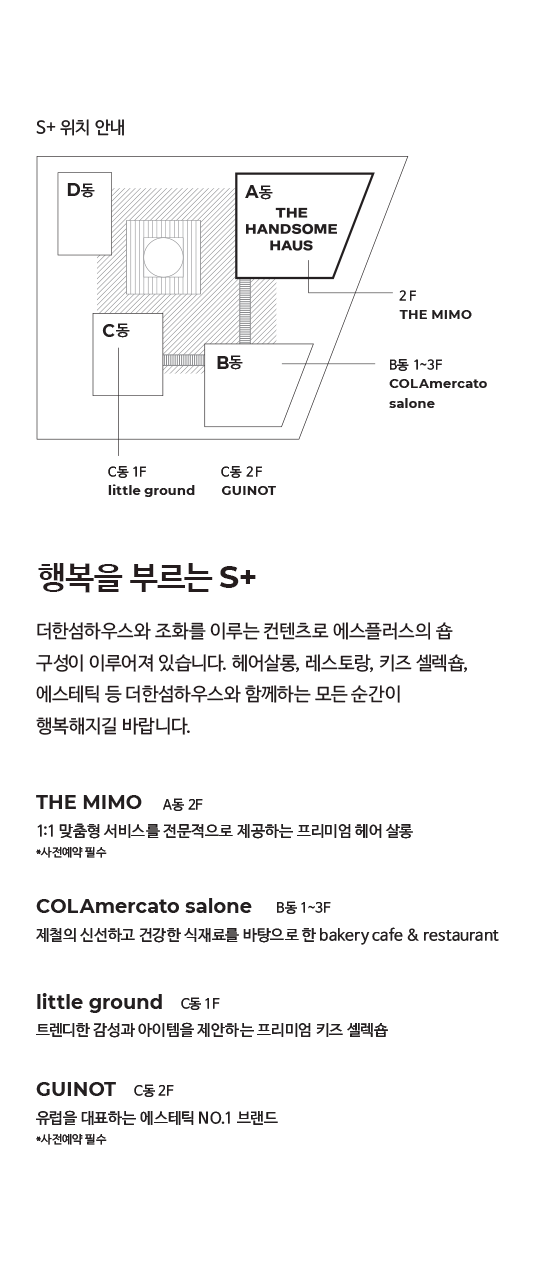 S+ 위치 안내
D동
A동
THE
HANDSOME
HAUS
2F
THE MIMO
C동
B동
B동 1~3F
COLAmercato
salone
C동 1F
little ground
C동 2F
GUINOT
행복을 부르는 S+
더한섬하우스와 조화를 이루는 컨텐츠로 에스플러스의 숍
구성이 이루어져 있습니다. 헤어살롱, 레스토랑, 키즈 셀렉숍,
에스테틱 등 더한섬하우스와 함께하는 모든 순간이
행복해지길 바랍니다.
THE MIMO A동 2F
1:1 맞춤형 서비스를 전문적으로 제공하는 프리미엄 헤어 살롱
*사전예약 필수
COLAmercato salone B동 1~3F
제철의 신선하고 건강한 식재료를 바탕으로 한 bakery cafe & restaurant
little ground C동 1F
트렌디한 감성과 아이템을 제안하는 프리미엄 키즈 셀렉숍
GUINOT C동 2F
유럽을 대표하는 에스테틱 NO.1 브랜드
*사전예약 필수